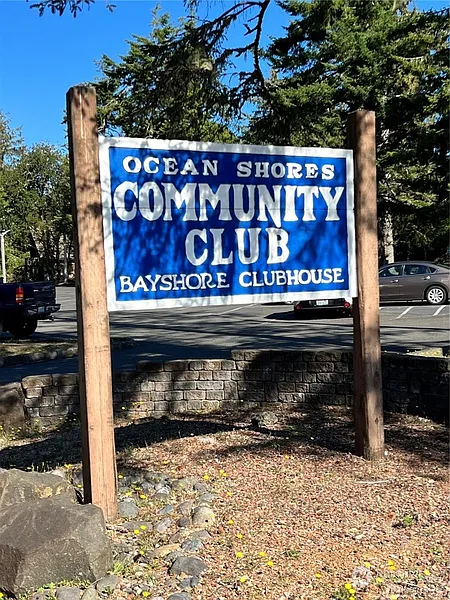 OCEAN SHORES
COMMUNITY
CLUB
BAYSHORE CLUBHOUSE